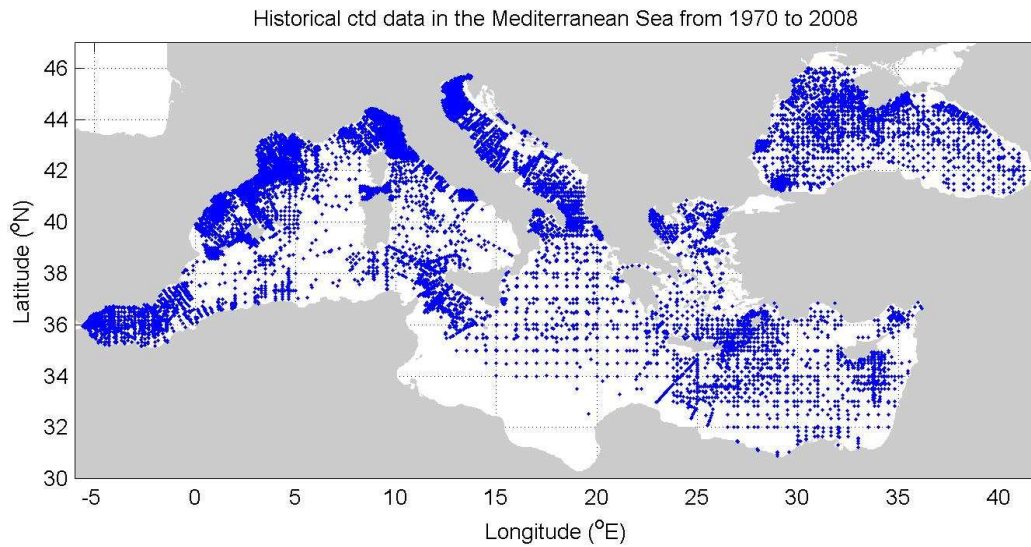 Historical ctd data in the Mediterranean Sea from 1970 to 2008
46
44
42
40
38
36
34
32
30
Latitude (°N)
-5 0 5 10 15 20 25 30 35 40
Longitude (°E)